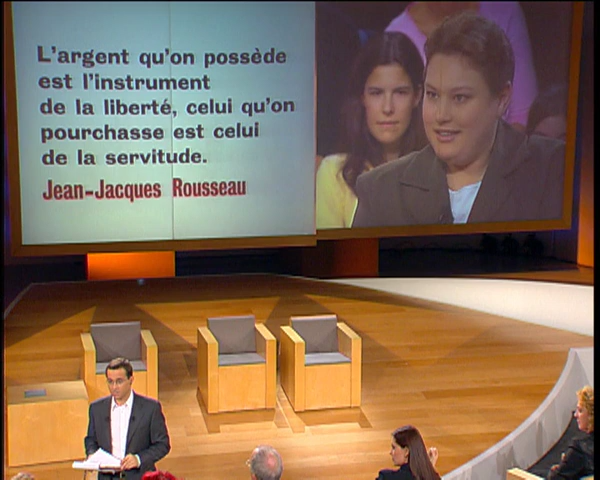 L'argent qu'on possède
est l'instrument
de la liberté, celui qu'on
pourchasse est celui
de la servitude.
Jean-Jacques Rousseau